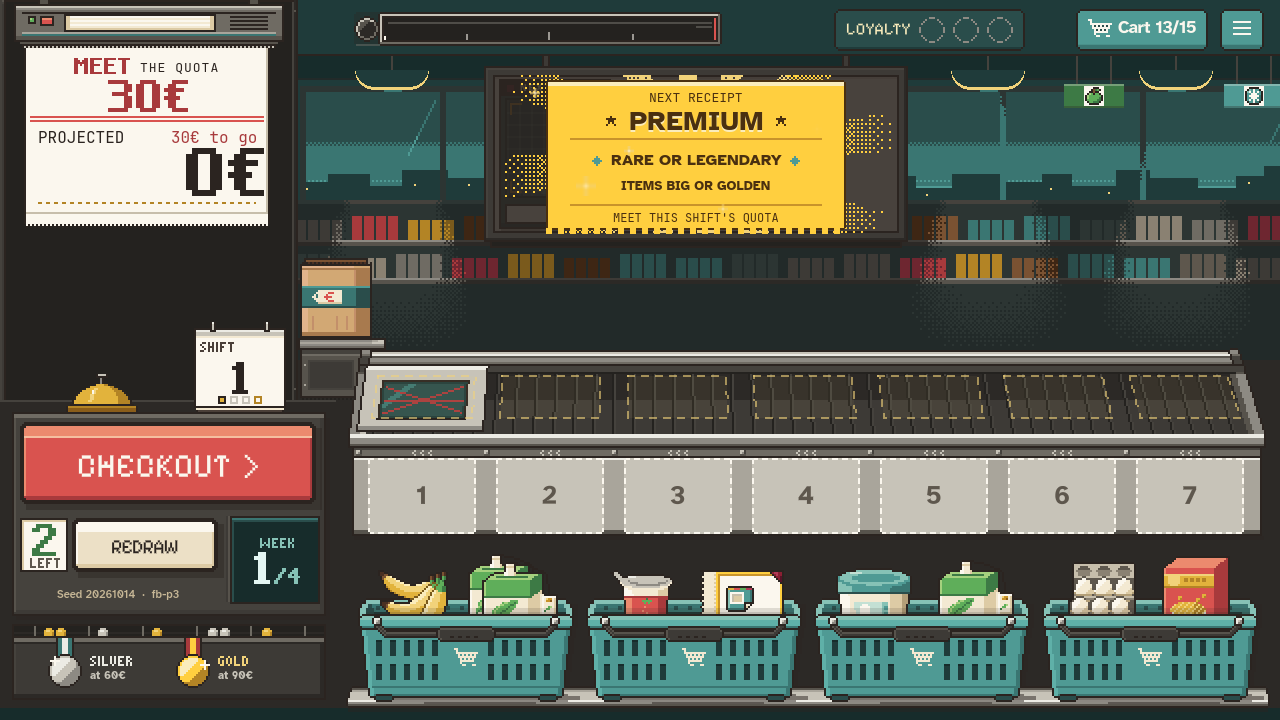 MEET THE QUOTA
30€
PROJECTED 30€ to go
0€
LOYALTY
Cart 13/15
NEXT RECEIPT
PREMIUM
RARE OR LEGENDARY
ITEMS BIG OR GOLDEN
MEET THIS SHIFT'S QUOTA
€
SHIFT
1
CHECKOUT >
2
LEFT
REDRAW
WEEK
1/4
Seed 20261014 · fb-p3
SILVER
at 60€
GOLD
at 90€
1 2 3 4 5 6 7